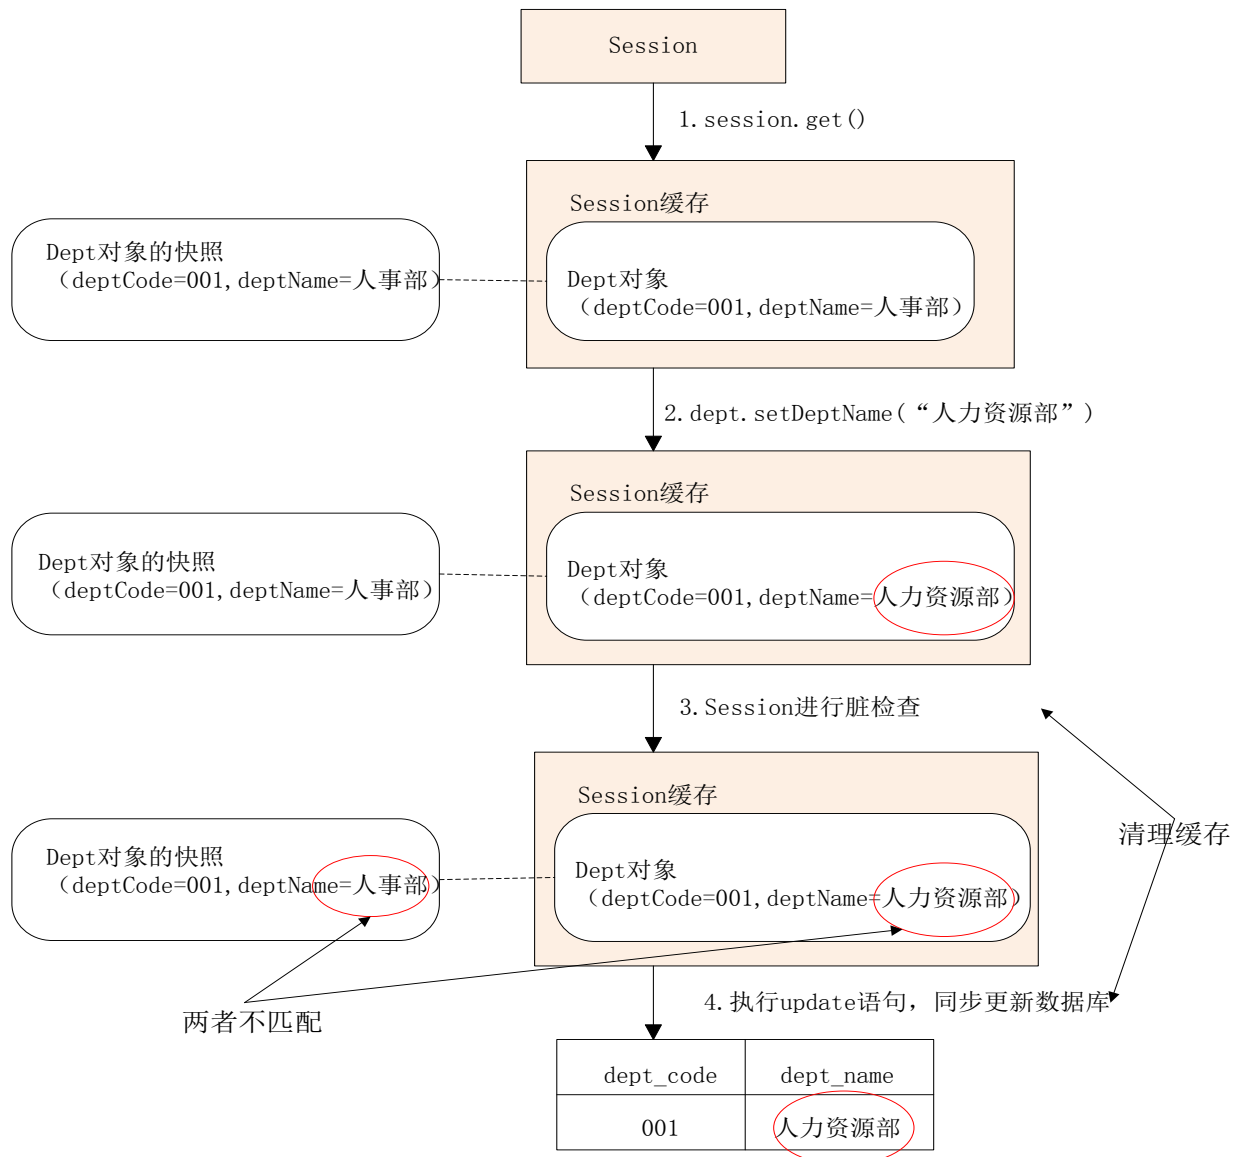 Session
1.session.get()
Session缓存
Dept对象的快照
（deptCode=001,deptName=人事部）
Dept对象
（deptCode=001,deptName=人事部）
2.dept.setDeptName(“人力资源部”)
Session缓存
Dept对象的快照
（deptCode=001,deptName=人事部）
Dept对象
（deptCode=001,deptName=人力资源部）
3.Session进行脏检查
Session缓存
清理缓存
Dept对象的快照
（deptCode=001,deptName=人事部）
Dept对象
（deptCode=001,deptName=人力资源部）
两者不匹配
4.执行update语句，同步更新数据库
dept_code dept_name
001 人力资源部